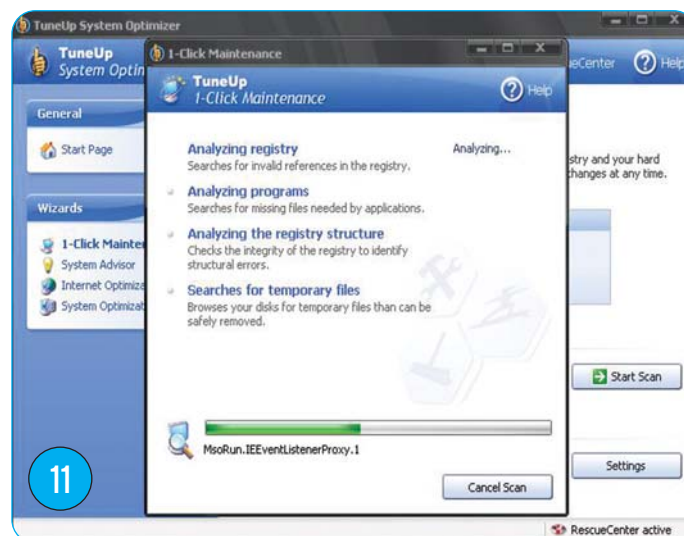 TuneUp System Optimizer
TuneUp
System Optin
eCenter
Help
General
Start Page
Wizards
1-Click Mainte
System Advisor
Internet Optimiza
System Optimizat
1-Click Maintenance
TuneUp
1-Click Maintenance
Help
Analyzing registry
Analyzing...
Searches for invalid references in the registry.
Analyzing programs
Searches for missing files needed by applications.
Analyzing the registry structure
Checks the integrity of the registry to identify
structural errors.
Searches for temporary files
Browses your disks for temporary files than can be
safely removed.
MsoRun.IEEventListenerProxy.1
Cancel Scan
stry and your hard
changes at any time.
Start Scan
Settings
RescueCenter active
11